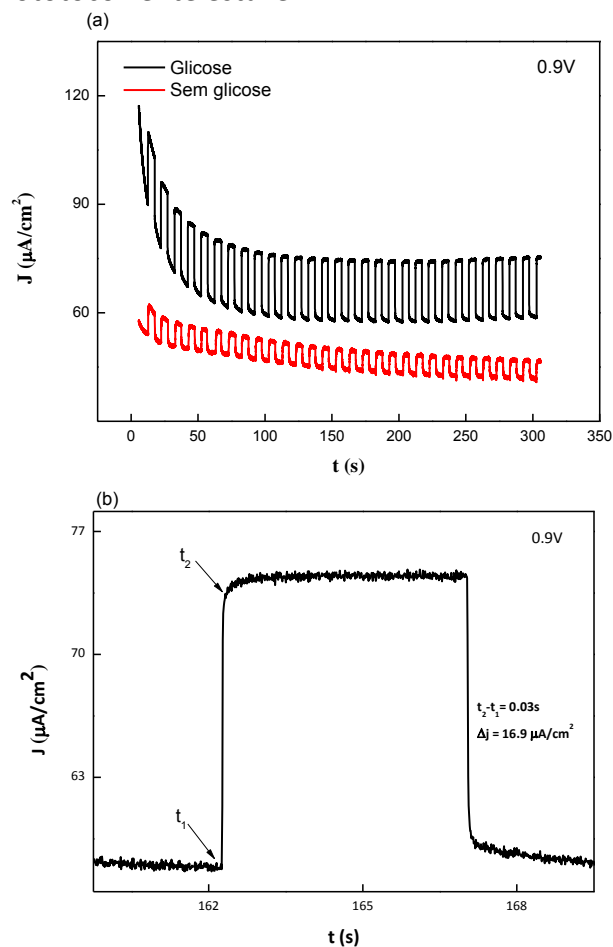 (a)
Glicose
Sem glicose
0.9V
120
90
60
J (µA/cm²)
0 50 100 150 200 250 300 350
t (s)
(b)
0.9V
77
70
63
J (µA/cm²)
t₂
t₁
t₂-t₁= 0.03s
Δj = 16.9 µA/cm²
162 165 168
t (s)